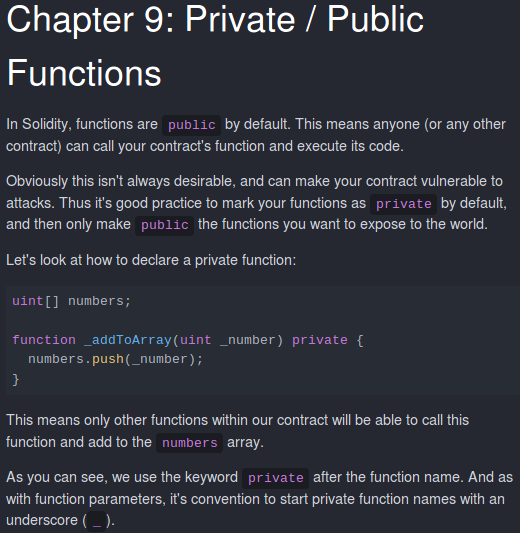 Chapter 9: Private / Public
Functions
In Solidity, functions are public by default. This means anyone (or any other
contract) can call your contract's function and execute its code.
Obviously this isn't always desirable, and can make your contract vulnerable to
attacks. Thus it's good practice to mark your functions as private by default,
and then only make public the functions you want to expose to the world.
Let's look at how to declare a private function:
uint[] numbers;
function _addToArray(uint _number) private {
  numbers.push(_number);
}
This means only other functions within our contract will be able to call this
function and add to the numbers array.
As you can see, we use the keyword private after the function name. And as
with function parameters, it's convention to start private function names with an
underscore ( _ ).